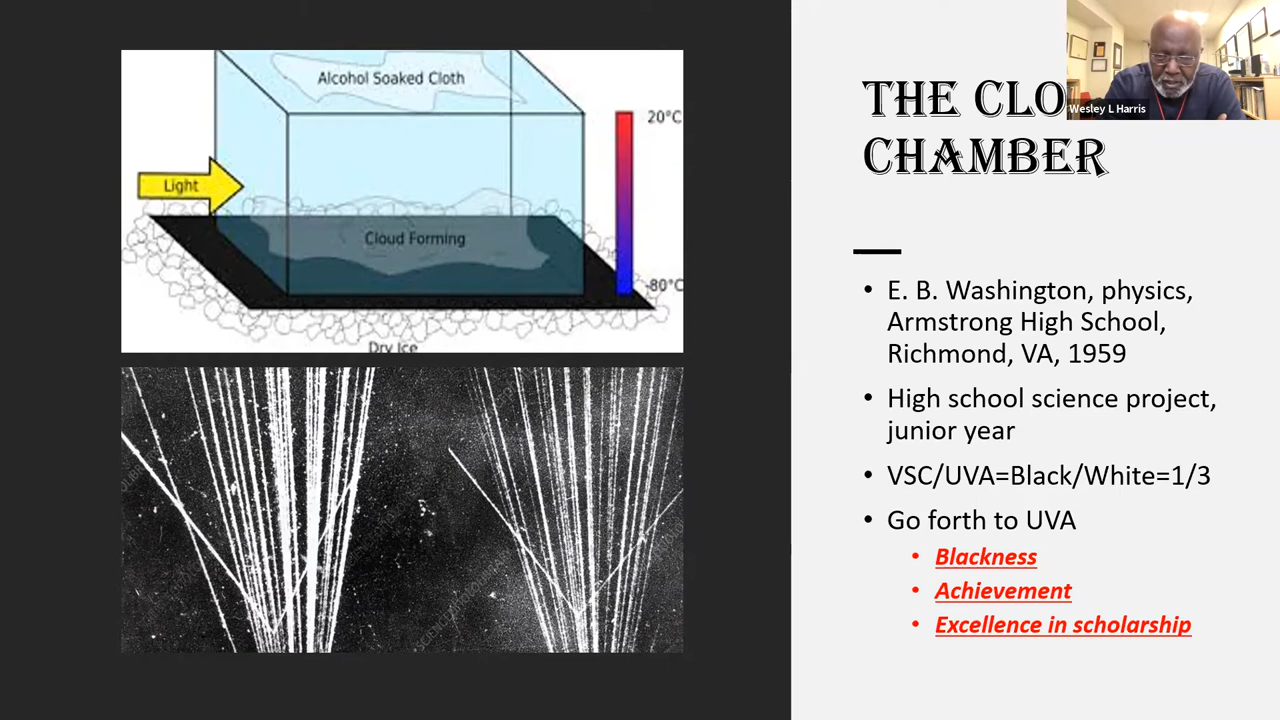 Alcohol Soaked Cloth
20°C
Light
Cloud Forming
-80°C
Dry Ice
THE CLO
CHAMBER
Wesley L Harris
• E. B. Washington, physics,
Armstrong High School,
Richmond, VA, 1959
• High school science project,
junior year
• VSC/UVA=Black/White=1/3
• Go forth to UVA
• Blackness
• Achievement
• Excellence in scholarship